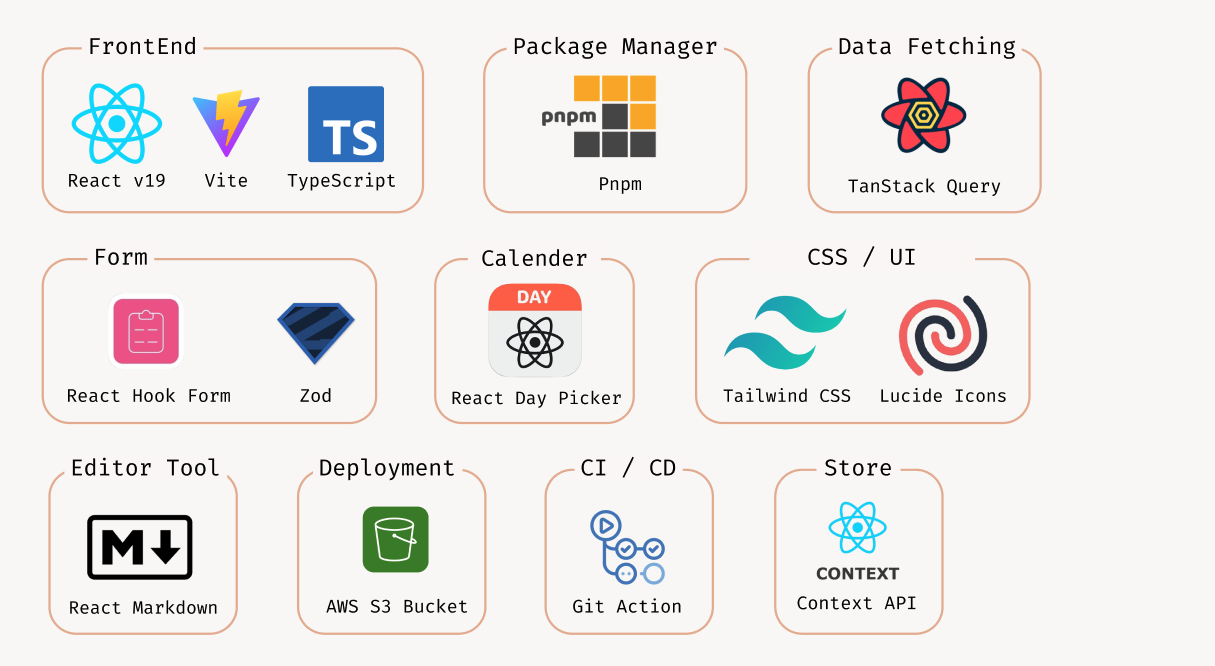 FrontEnd
TS
React v19
Vite
TypeScript
Package Manager
pnpm
Pnpm
Data Fetching
TanStack Query
Form
React Hook Form
Zod
Calender
DAY
React Day Picker
CSS / UI
Tailwind CSS
Lucide Icons
Editor Tool
M
React Markdown
Deployment
AWS S3 Bucket
CI / CD
Git Action
Store
CONTEXT
Context API